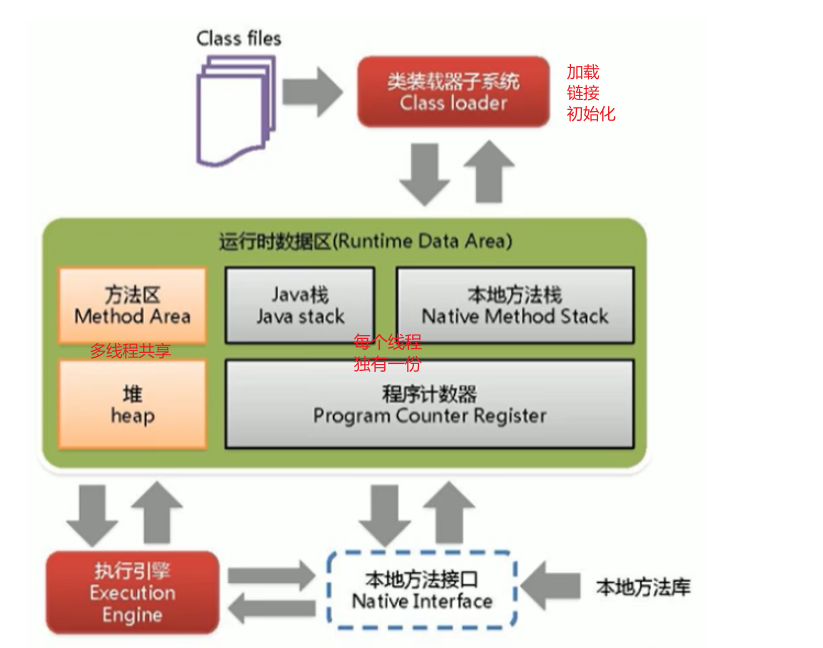 Class files
类装载器子系统
Class loader
加载
链接
初始化
运行时数据区(Runtime Data Area)
方法区
Method Area
Java栈
Java stack
本地方法栈
Native Method Stack
多线程共享
每个线程
独有一份
堆
heap
程序计数器
Program Counter Register
执行引擎
Execution
Engine
本地方法接口
Native Interface
本地方法库